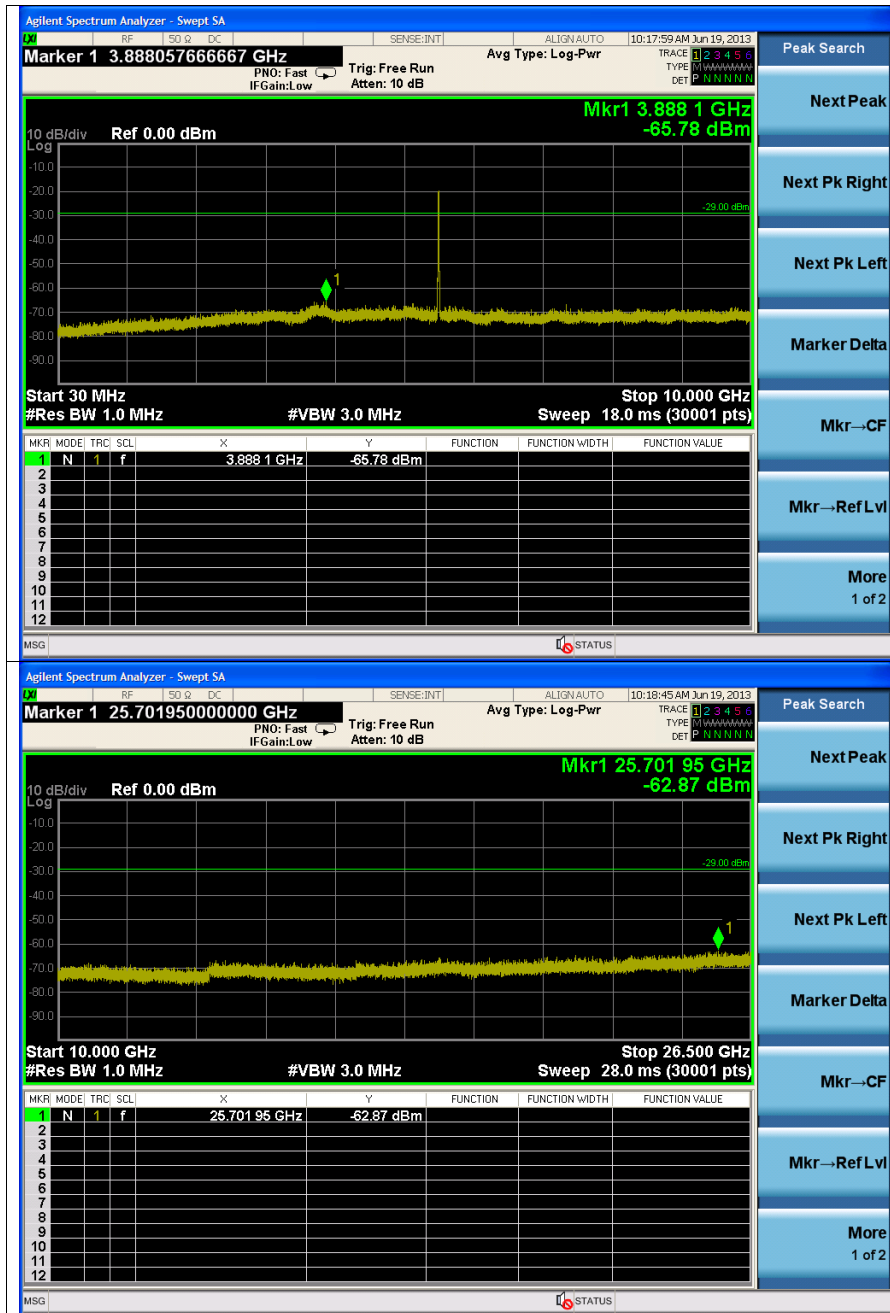 Agilent Spectrum Analyzer - Swept SA
LXI RF 50 Ω DC SENSE:INT ALIGN AUTO 10:17:59 AM Jun 19, 2013
Marker 1 3.888057666667 GHz
PNO: Fast
IFGain:Low
Trig: Free Run
Atten: 10 dB
Avg Type: Log-Pwr
TRACE 1 2 3 4 5 6
TYPE M WWWWW
DET P N N N N N
Mkr1 3.888 1 GHz
-65.78 dBm
10 dB/div Ref 0.00 dBm
Log
-10.0
-20.0
-30.0
-40.0
-50.0
-60.0
-70.0
-80.0
-90.0
-29.00 dBm
1
Start 30 MHz Stop 10.000 GHz
#Res BW 1.0 MHz #VBW 3.0 MHz Sweep 18.0 ms (30001 pts)
MKR MODE TRC SCL X Y FUNCTION FUNCTION WIDTH FUNCTION VALUE
1 N 1 f 3.888 1 GHz -65.78 dBm
2
3
4
5
6
7
8
9
10
11
12
MSG STATUS
Peak Search
Next Peak
Next Pk Right
Next Pk Left
Marker Delta
Mkr→CF
Mkr→Ref Lvl
More
1 of 2
Agilent Spectrum Analyzer - Swept SA
LXI RF 50 Ω DC SENSE:INT ALIGN AUTO 10:18:45 AM Jun 19, 2013
Marker 1 25.701950000000 GHz
PNO: Fast
IFGain:Low
Trig: Free Run
Atten: 10 dB
Avg Type: Log-Pwr
TRACE 1 2 3 4 5 6
TYPE M WWWWW
DET P N N N N N
Mkr1 25.701 95 GHz
-62.87 dBm
10 dB/div Ref 0.00 dBm
Log
-10.0
-20.0
-30.0
-40.0
-50.0
-60.0
-70.0
-80.0
-90.0
-29.00 dBm
1
Start 10.000 GHz Stop 26.500 GHz
#Res BW 1.0 MHz #VBW 3.0 MHz Sweep 28.0 ms (30001 pts)
MKR MODE TRC SCL X Y FUNCTION FUNCTION WIDTH FUNCTION VALUE
1 N 1 f 25.701 95 GHz -62.87 dBm
2
3
4
5
6
7
8
9
10
11
12
MSG STATUS
Peak Search
Next Peak
Next Pk Right
Next Pk Left
Marker Delta
Mkr→CF
Mkr→Ref Lvl
More
1 of 2